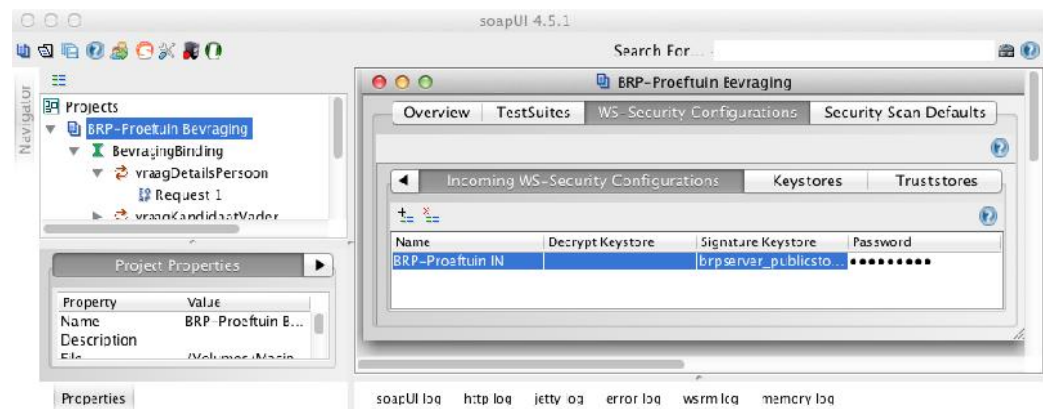 soapUI 4.5.1
Search For...
Navigator
Projects
BRP-Proeftuin Bevraging
BevragingBinding
vraagDetailsPersoon
Request 1
vraagKandidaatVader
Project Properties
Property Value
Name BRP-Proeftuin B...
Description
File
Properties
BRP-Proeftuin Bevraging
Overview TestSuites WS-Security Configurations Security Scan Defaults
Incoming WS-Security Configurations Keystores Truststores
Name Decrypt Keystore Signature Keystore Password
BRP-Proeftuin IN brpserver_publicsto... •••••••••
soapUI log http log jetty log error log wsrm log memory log